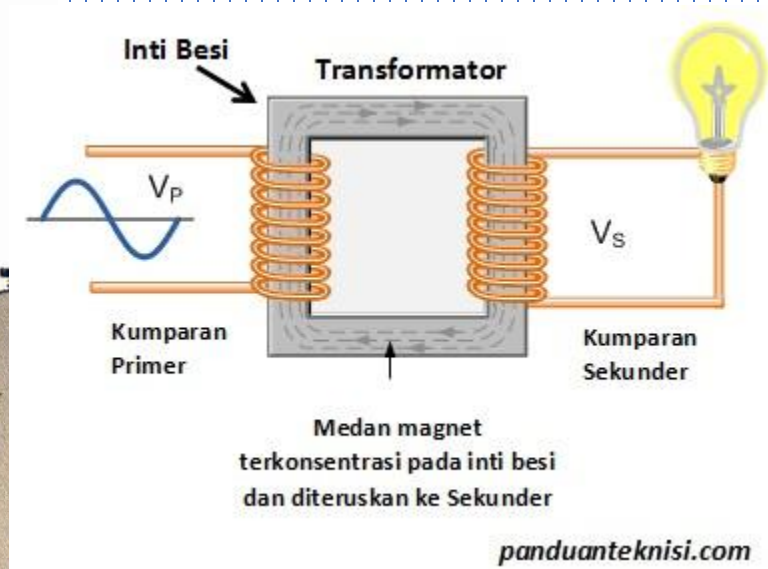 Inti Besi
Transformator
VP
VS
Kumparan
Primer
Kumparan
Sekunder
Medan magnet
terkonsentrasi pada inti besi
dan diteruskan ke Sekunder
panduanteknisi.com